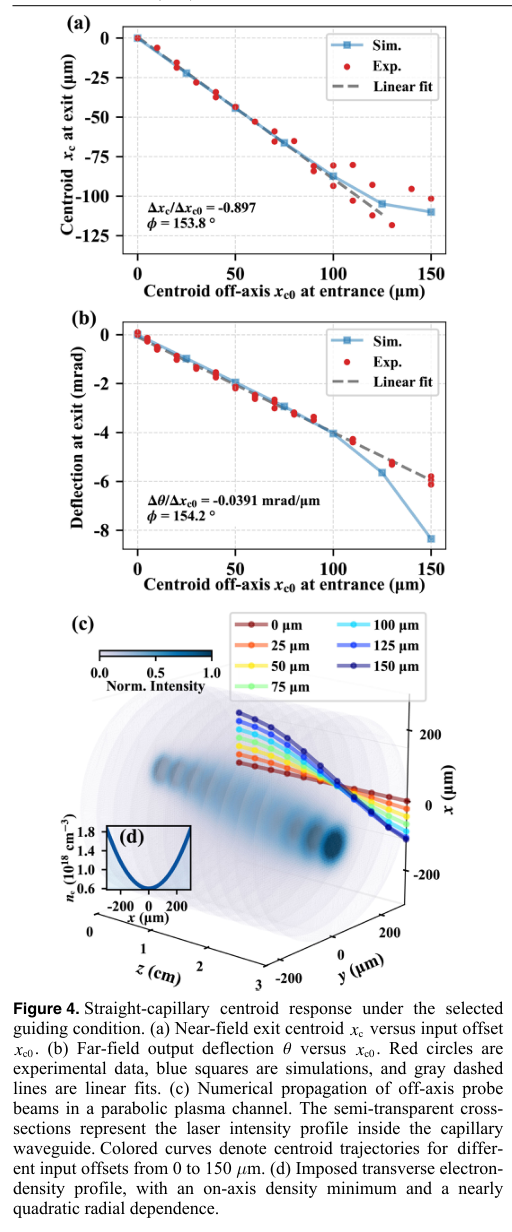 (a)
0
-25
-50
-75
-100
-125
Centroid xc at exit (μm)
Sim.
Exp.
Linear fit
Δxc/Δxc0 = -0.897
ϕ = 153.8 °
0 50 100 150
Centroid off-axis xc0 at entrance (μm)
(b)
0
-2
-4
-6
-8
Deflection at exit (mrad)
Sim.
Exp.
Linear fit
Δθ/Δxc0 = -0.0391 mrad/μm
ϕ = 154.2 °
0 50 100 150
Centroid off-axis xc0 at entrance (μm)
(c)
0 μm 100 μm
25 μm 125 μm
50 μm 150 μm
75 μm
0.0 0.5 1.0
Norm. Intensity
200
0
-200
x (μm)
(d)
1.8
1.4
1.0
0.6
ne (10^18 cm^-3)
-200 0 200
x (μm)
0 1 2 3
z (cm)
-200 0 200
y (μm)
Figure 4. Straight-capillary centroid response under the selected
guiding condition. (a) Near-field exit centroid xc versus input offset
xc0. (b) Far-field output deflection θ versus xc0. Red circles are
experimental data, blue squares are simulations, and gray dashed
lines are linear fits. (c) Numerical propagation of off-axis probe
beams in a parabolic plasma channel. The semi-transparent cross-
sections represent the laser intensity profile inside the capillary
waveguide. Colored curves denote centroid trajectories for differ-
ent input offsets from 0 to 150 μm. (d) Imposed transverse electron-
density profile, with an on-axis density minimum and a nearly
quadratic radial dependence.